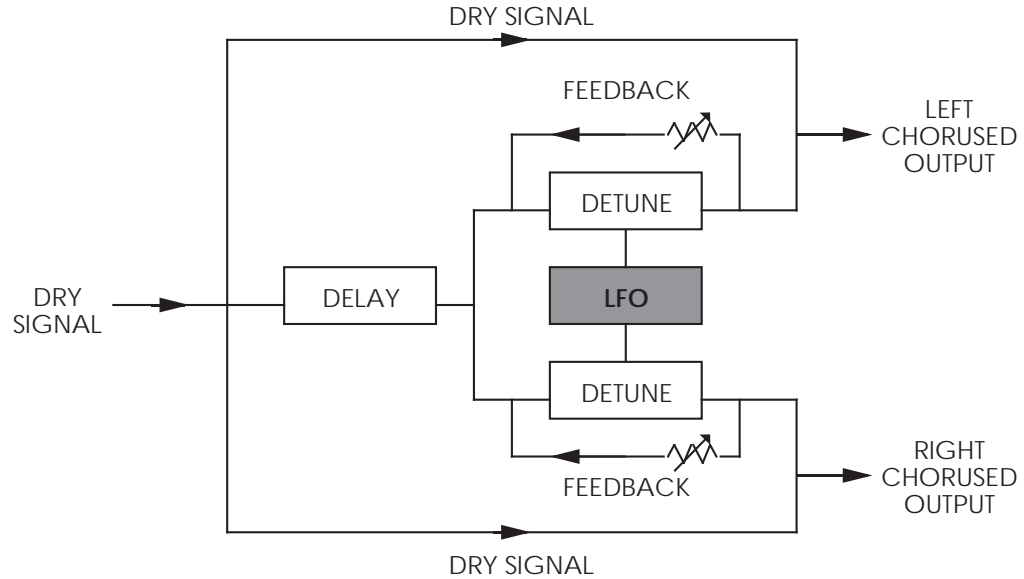 DRY SIGNAL
FEEDBACK
LEFT
CHORUSED
OUTPUT
DETUNE
DRY
SIGNAL
DELAY
LFO
DETUNE
RIGHT
CHORUSED
OUTPUT
FEEDBACK
DRY SIGNAL